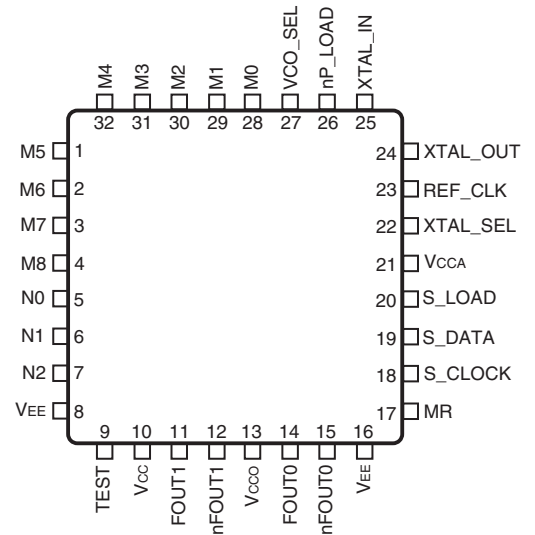 M4 M3 M2 M1 M0 VCO_SEL nP_LOAD XTAL_IN
32 31 30 29 28 27 26 25
M5 1 24 XTAL_OUT
M6 2 23 REF_CLK
M7 3 22 XTAL_SEL
M8 4 21 VCCA
N0 5 20 S_LOAD
N1 6 19 S_DATA
N2 7 18 S_CLOCK
VEE 8 17 MR
9 10 11 12 13 14 15 16
TEST VCC FOUT1 nFOUT1 VCCO FOUT0 nFOUT0 VEE